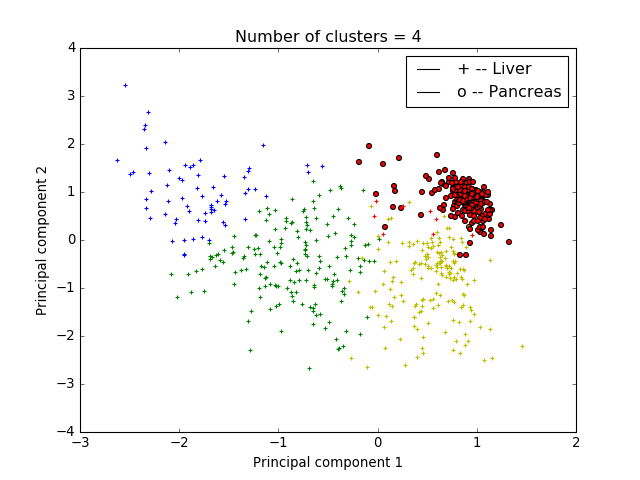 Number of clusters = 4
+ -- Liver
o -- Pancreas
Principal component 2
4
3
2
1
0
−1
−2
−3
−4
−3 −2 −1 0 1 2
Principal component 1